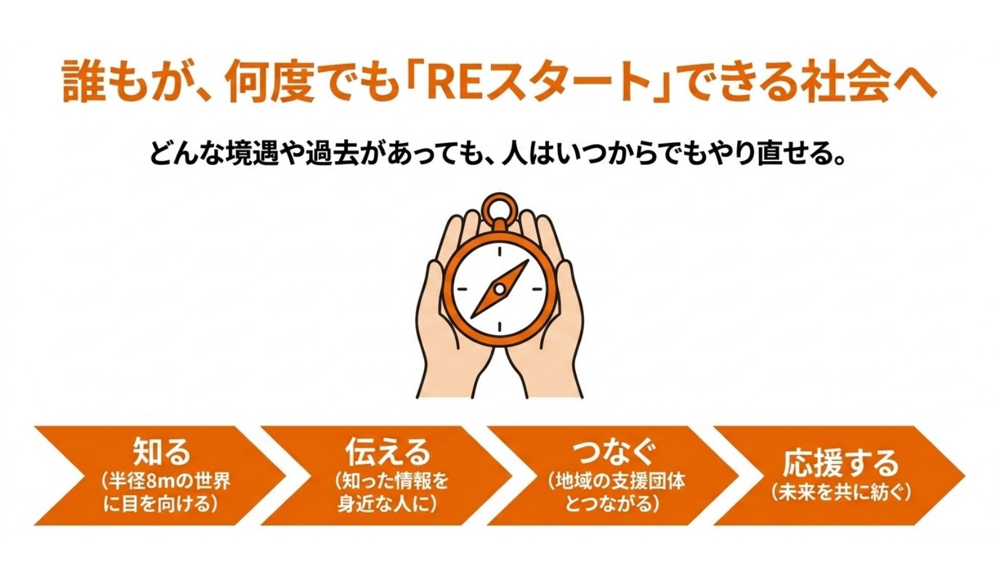 誰もが、何度でも「REスタート」できる社会へ
どんな境遇や過去があっても、人はいつからでもやり直せる。
知る
（半径8mの世界
に目を向ける）
伝える
（知った情報を
身近な人に）
つなぐ
（地域の支援団体
とつながる）
応援する
（未来を共に紡ぐ）